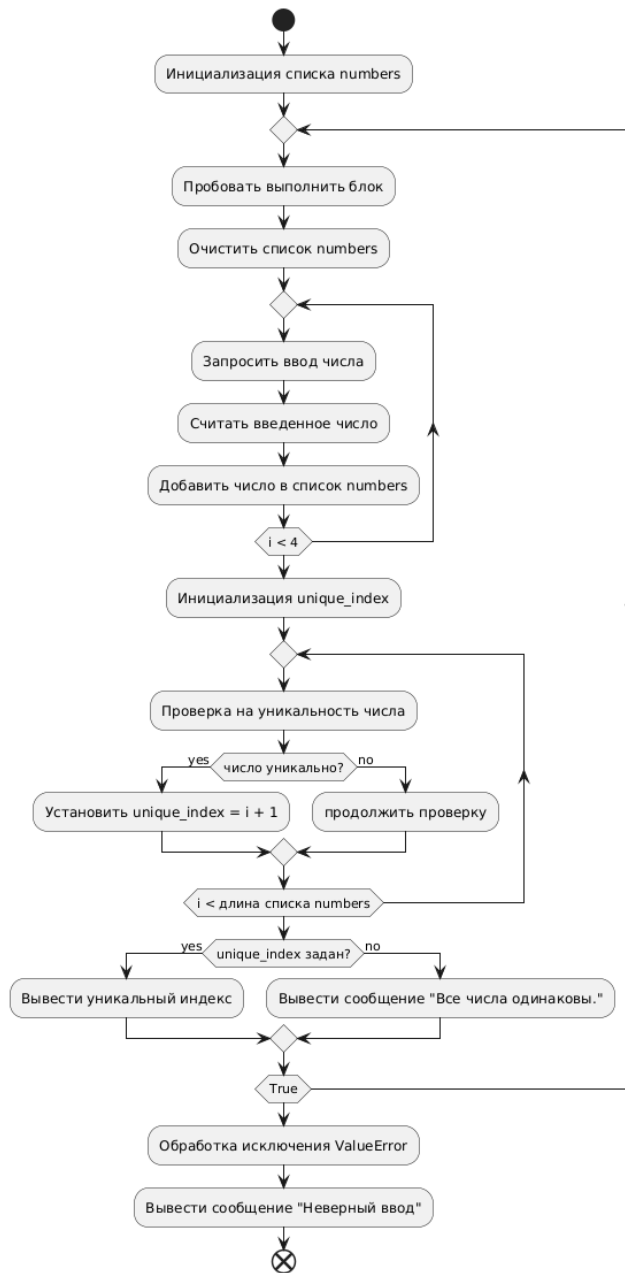 Инициализация списка numbers
Пробовать выполнить блок
Очистить список numbers
Запросить ввод числа
Считать введенное число
Добавить число в список numbers
i < 4
Инициализация unique_index
Проверка на уникальность числа
yes
число уникально?
no
Установить unique_index = i + 1
продолжить проверку
i < длина списка numbers
yes
unique_index задан?
no
Вывести уникальный индекс
Вывести сообщение "Все числа одинаковы."
True
Обработка исключения ValueError
Вывести сообщение "Неверный ввод"